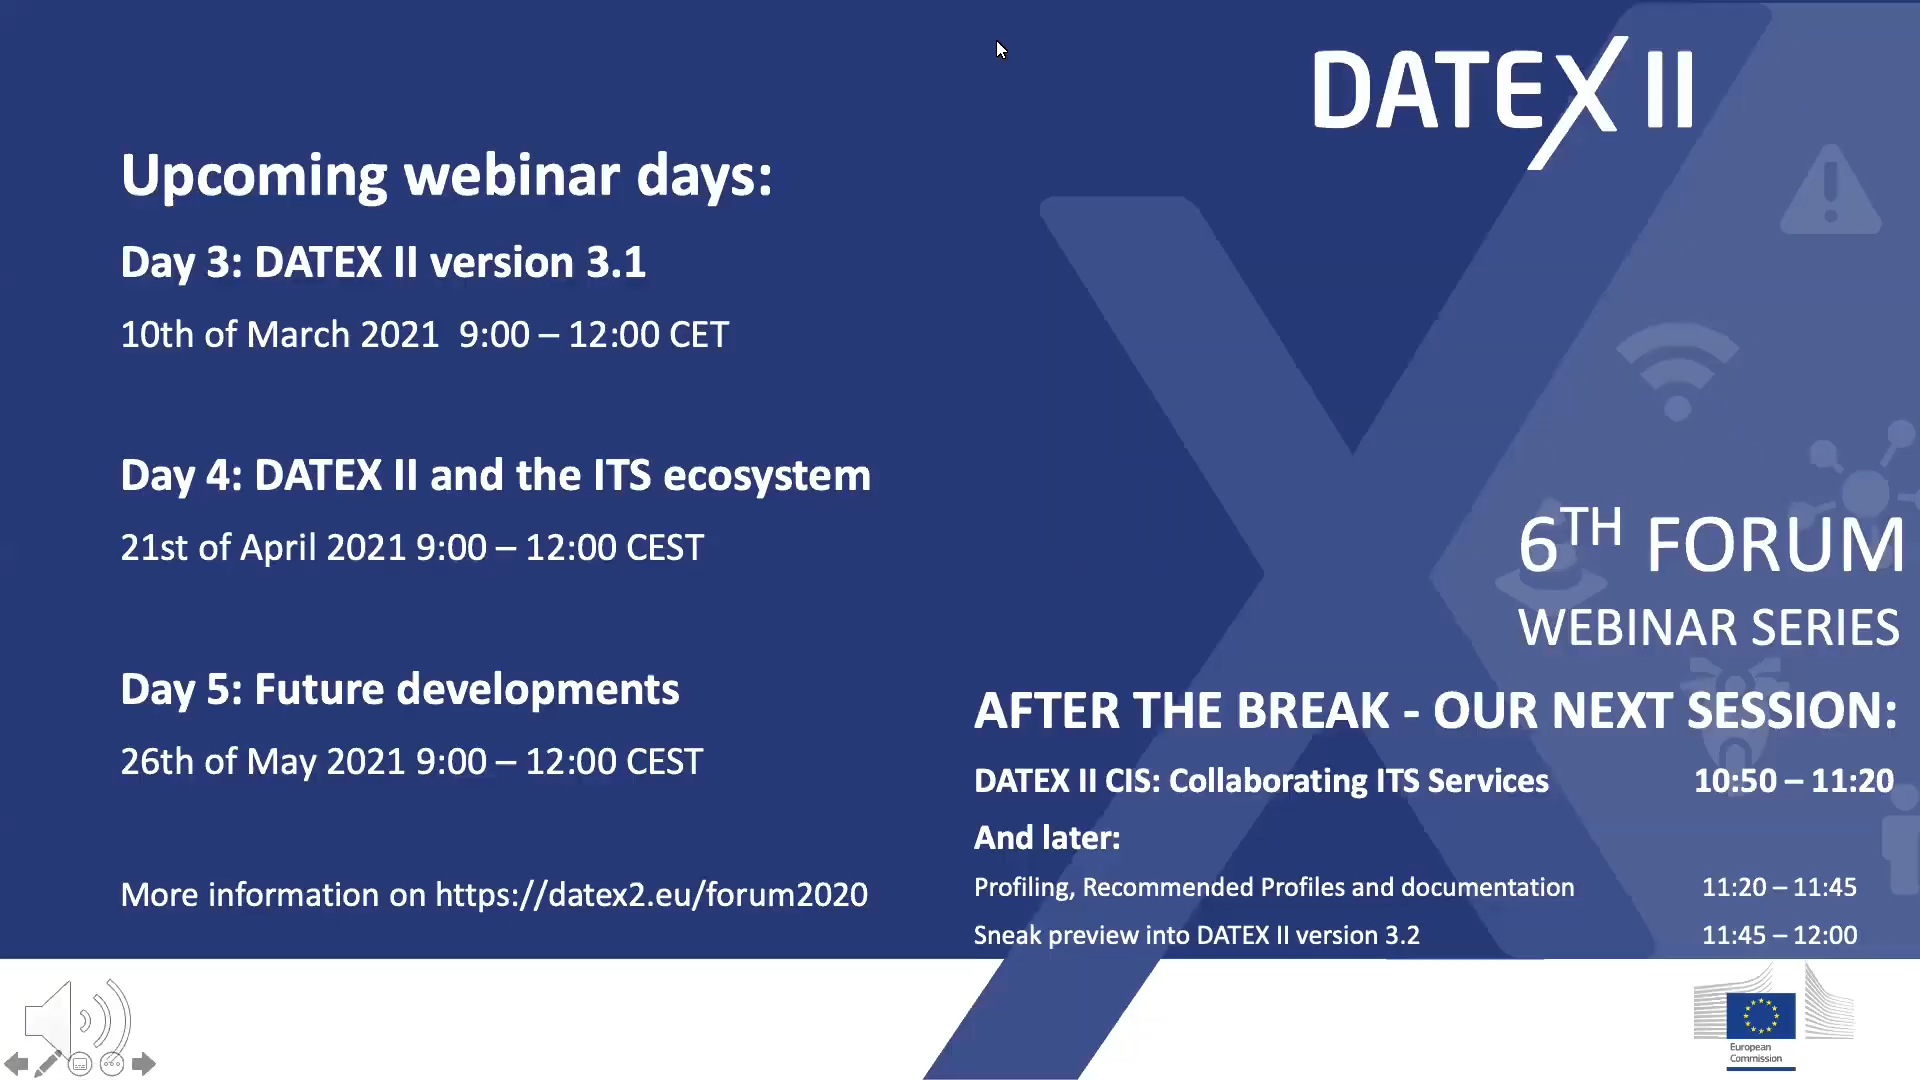 DATEX II
Upcoming webinar days:
Day 3: DATEX II version 3.1
10th of March 2021  9:00 – 12:00 CET
Day 4: DATEX II and the ITS ecosystem
21st of April 2021 9:00 – 12:00 CEST
Day 5: Future developments
26th of May 2021 9:00 – 12:00 CEST
More information on https://datex2.eu/forum2020
6TH FORUM
WEBINAR SERIES
AFTER THE BREAK - OUR NEXT SESSION:
DATEX II CIS: Collaborating ITS Services 10:50 – 11:20
And later:
Profiling, Recommended Profiles and documentation 11:20 – 11:45
Sneak preview into DATEX II version 3.2 11:45 – 12:00
European
Commission